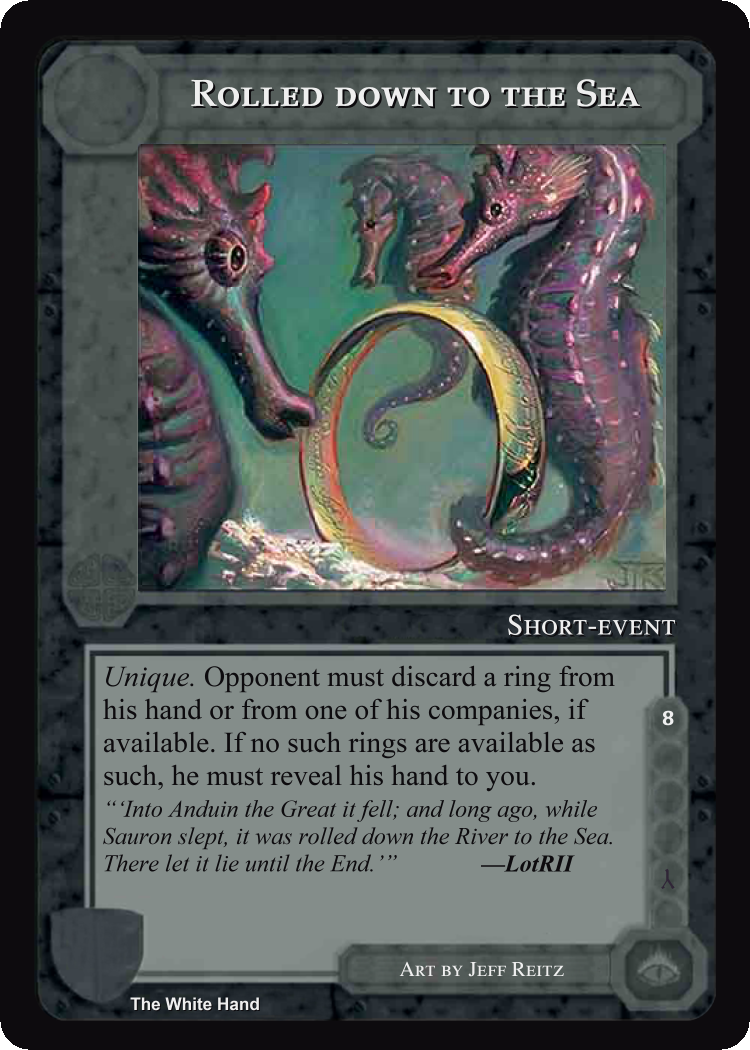 Rolled down to the Sea
JTR
Short-event
Unique. Opponent must discard a ring from
his hand or from one of his companies, if
available. If no such rings are available as
such, he must reveal his hand to you.
“‘Into Anduin the Great it fell; and long ago, while
Sauron slept, it was rolled down the River to the Sea.
There let it lie until the End.’” —LotRII
8
Art by Jeff Reitz
The White Hand